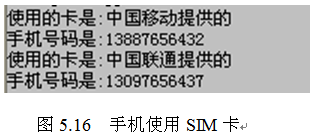 使用的卡是:中国移动提供的
手机号码是:13887656432
使用的卡是:中国联通提供的
手机号码是:13097656437
图 5.16 手机使用 SIM 卡↵